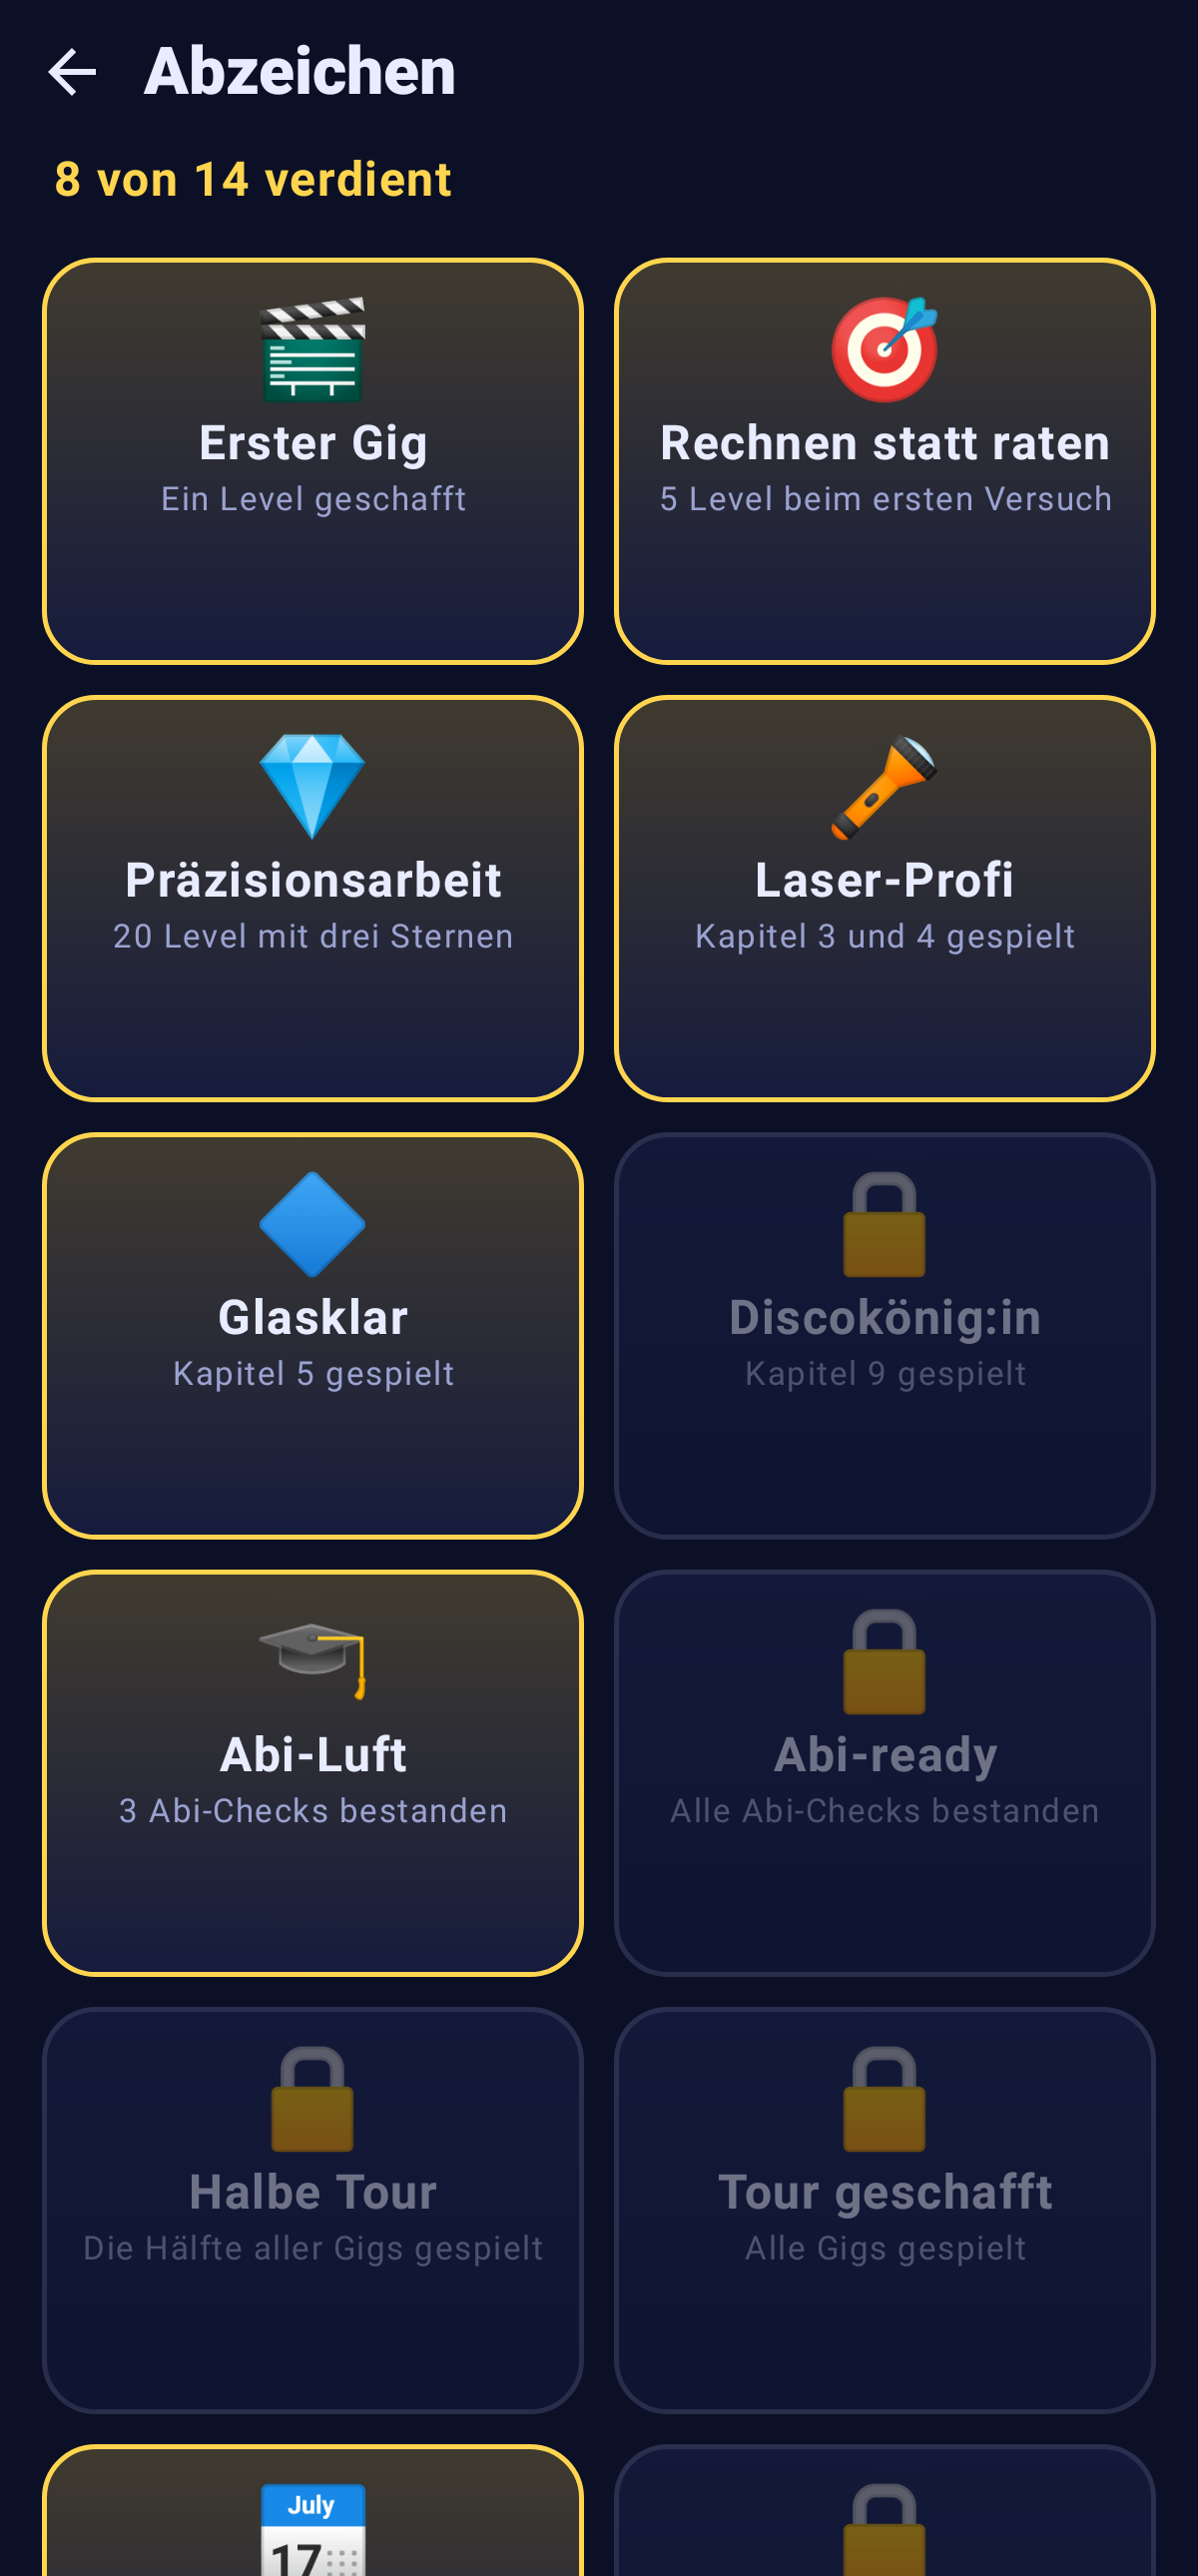 Abzeichen
8 von 14 verdient
Erster Gig
Ein Level geschafft
Rechnen statt raten
5 Level beim ersten Versuch
Präzisionsarbeit
20 Level mit drei Sternen
Laser-Profi
Kapitel 3 und 4 gespielt
Glasklar
Kapitel 5 gespielt
Discokönig:in
Kapitel 9 gespielt
Abi-Luft
3 Abi-Checks bestanden
Abi-ready
Alle Abi-Checks bestanden
Halbe Tour
Die Hälfte aller Gigs gespielt
Tour geschafft
Alle Gigs gespielt
July
17